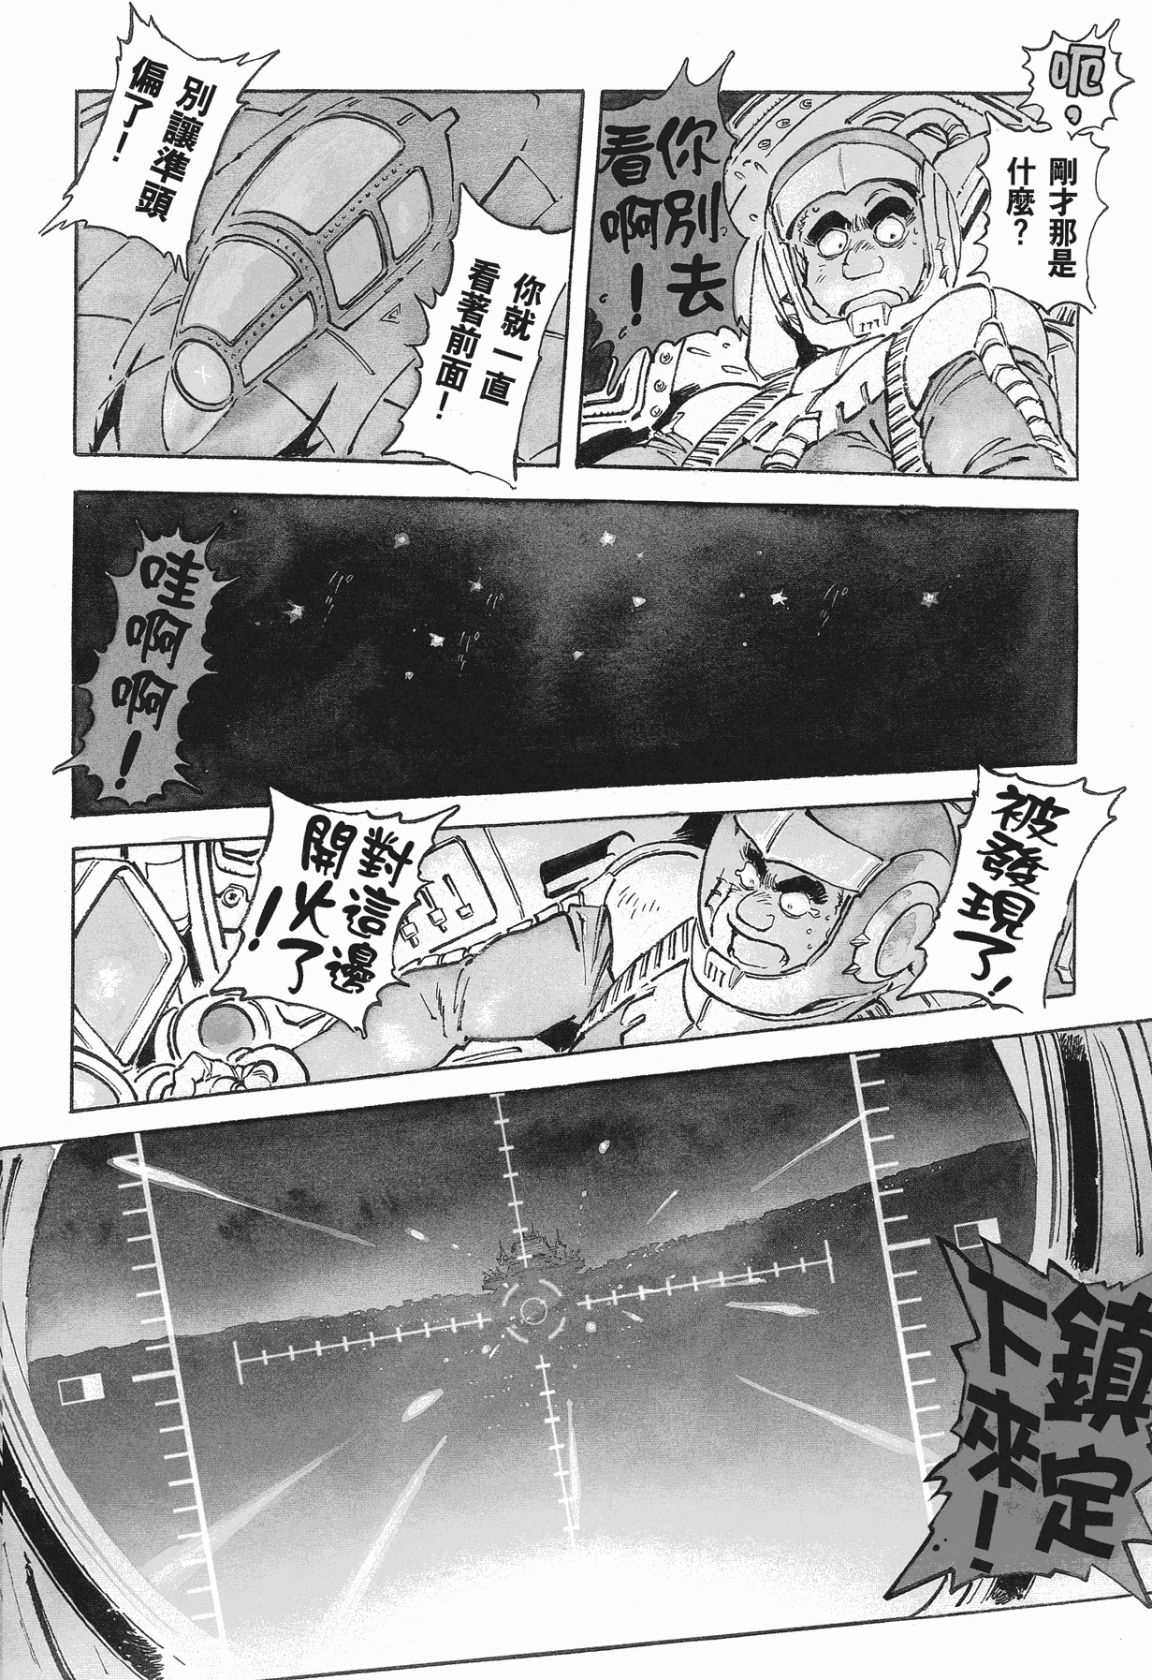 呃，
剛才那是
什麼？
你別去
看啊！
你就一直
看著前面！
別讓準頭
偏了！
哇啊啊！
被發現了！
對這邊
開火了！
鎮定
下來！